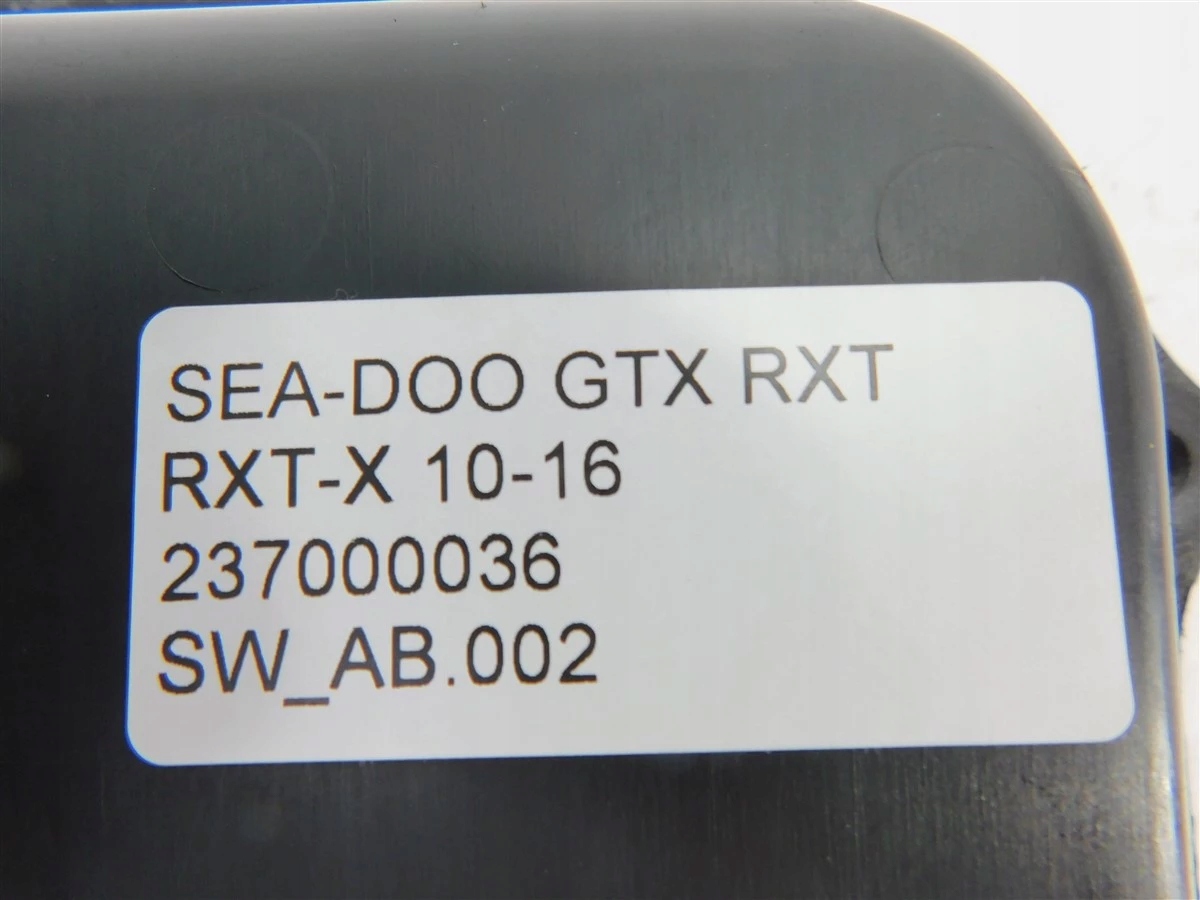 SEA-DOO GTX RXT
RXT-X 10-16
237000036
SW_AB.002